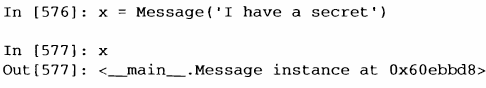 In [576]: x = Message('I have a secret')
In [577]: x
Out[577]: <__main__.Message instance at 0x60ebbd8>